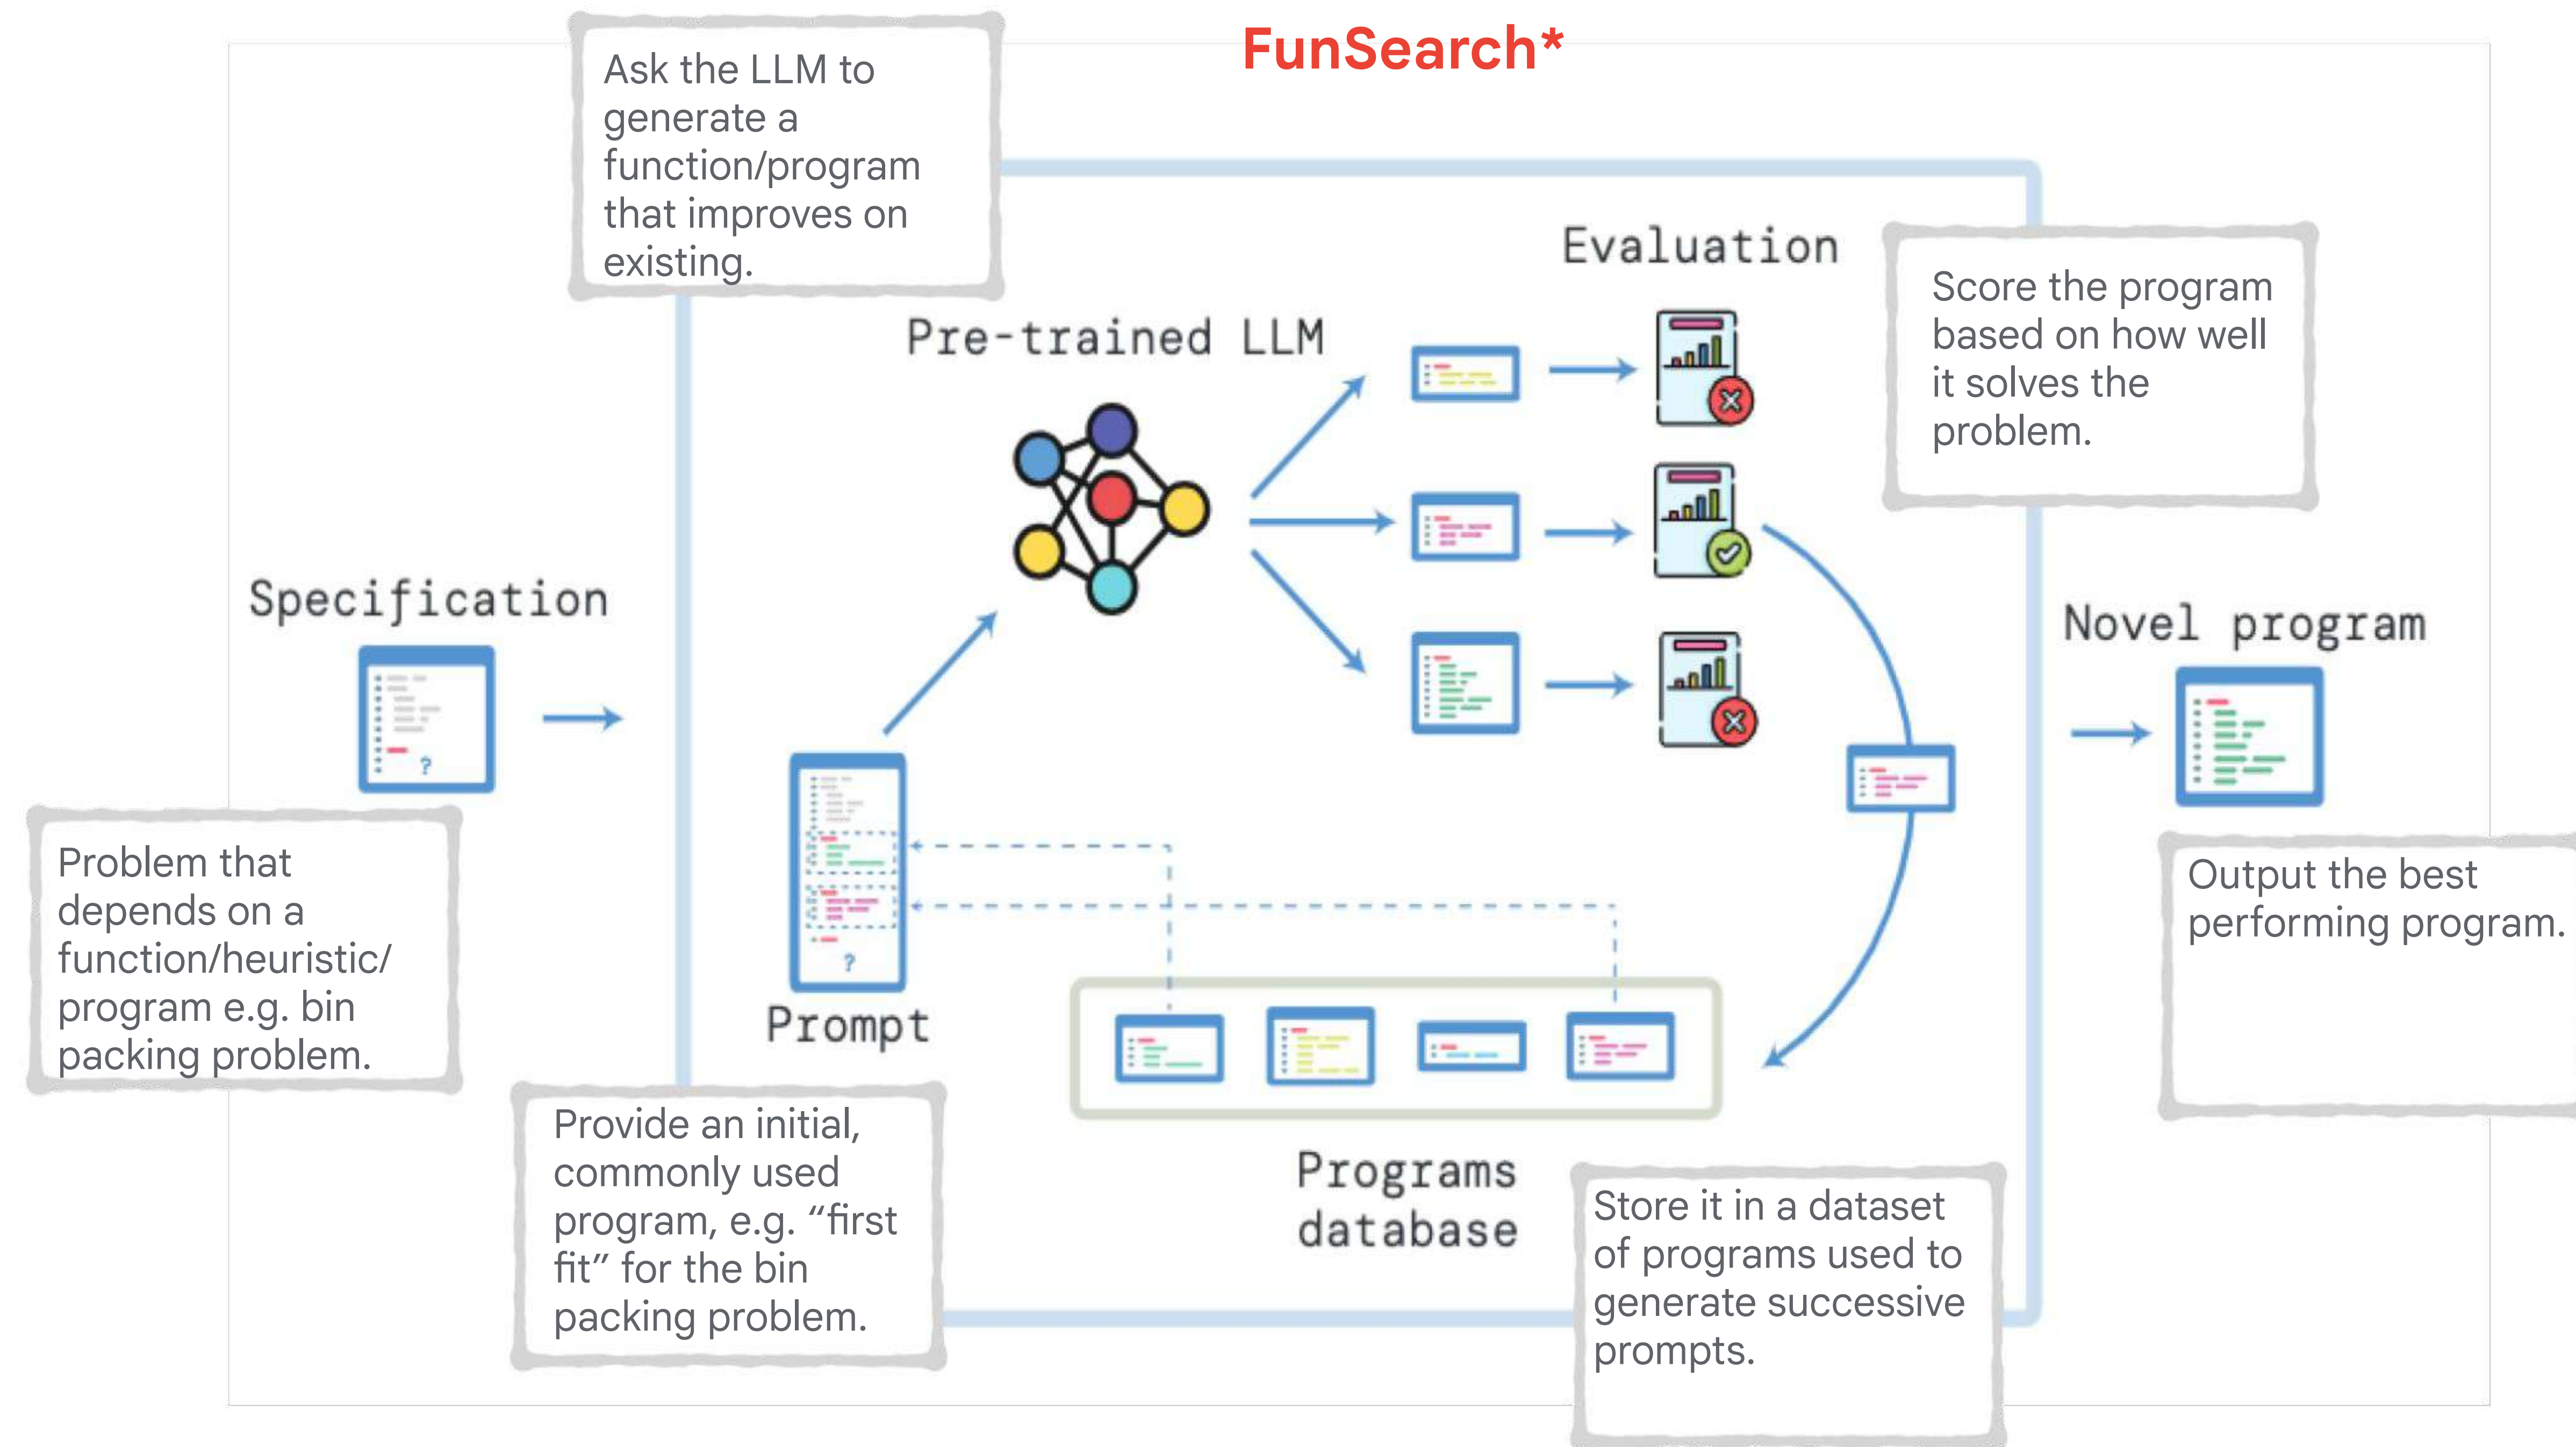 FunSearch*
Ask the LLM to
generate a
function/program
that improves on
existing.
Evaluation
Score the program
based on how well
it solves the
problem.
Pre-trained LLM
Specification
?
Problem that
depends on a
function/heuristic/
program e.g. bin
packing problem.
Novel program
Output the best
performing program.
?
Prompt
Provide an initial,
commonly used
program, e.g. “first
fit” for the bin
packing problem.
Programs
database
Store it in a dataset
of programs used to
generate successive
prompts.